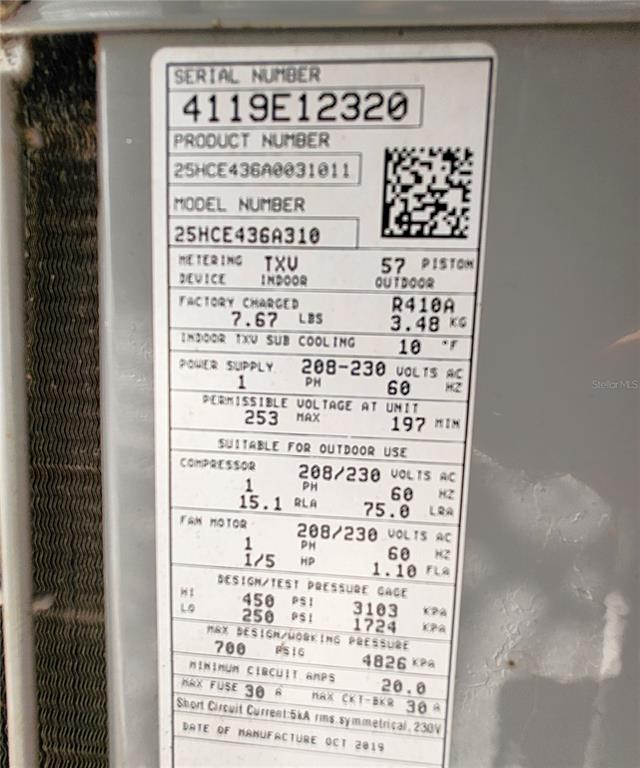 SERIAL NUMBER
4119E12320
PRODUCT NUMBER
25HCE436A0031011
MODEL NUMBER
25HCE436A310
METERING TXV 57 PISTON
DEVICE INDOOR OUTDOOR
FACTORY CHARGED R410A
7.67 LBS 3.48 KG
INDOOR TXV SUB COOLING 10 °F
POWER SUPPLY 208-230 VOLTS AC
1 PH 60 HZ
PERMISSIBLE VOLTAGE AT UNIT
253 MAX 197 MIN
SUITABLE FOR OUTDOOR USE
COMPRESSOR 208/230 VOLTS AC
1 PH 60 HZ
15.1 RLA 75.0 LRA
FAN MOTOR 208/230 VOLTS AC
1 PH 60 HZ
1/5 HP 1.10 FLA
DESIGN/TEST PRESSURE GAGE
HI 450 PSI 3103 KPA
LO 250 PSI 1724 KPA
MAX DESIGN/WORKING PRESSURE
700 PSIG 4826 KPA
MINIMUM CIRCUIT AMPS 20.0
MAX FUSE 30 A MAX CKT-BKR 30 A
Short Circuit Current:5kA rms,symmetrical, 230V
DATE OF MANUFACTURE OCT 2019
Stellar MLS